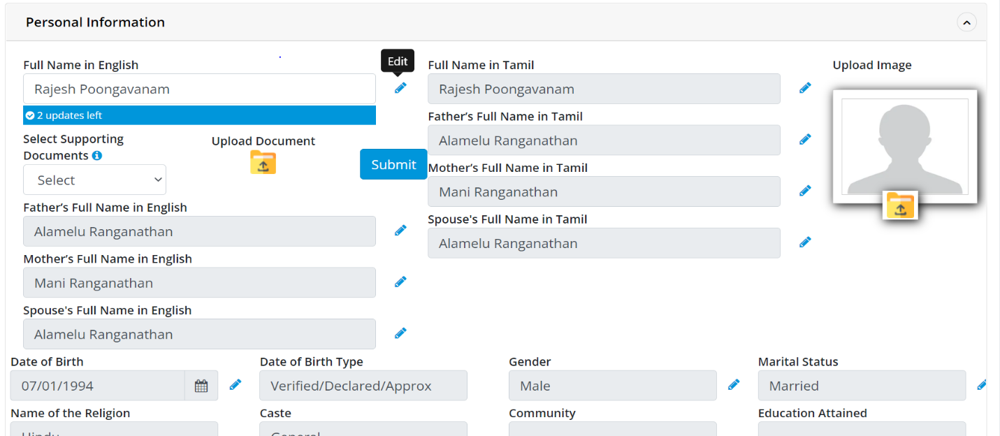 Personal Information
Full Name in English
Edit
Full Name in Tamil
Upload Image
Rajesh Poongavanam
Rajesh Poongavanam
2 updates left
Father’s Full Name in Tamil
Select Supporting
Documents
Upload Document
Alamelu Ranganathan
Submit
Mother’s Full Name in Tamil
Select
Mani Ranganathan
Father’s Full Name in English
Spouse's Full Name in Tamil
Alamelu Ranganathan
Alamelu Ranganathan
Mother’s Full Name in English
Mani Ranganathan
Spouse's Full Name in English
Alamelu Ranganathan
Date of Birth
Date of Birth Type
Gender
Marital Status
07/01/1994
Verified/Declared/Approx
Male
Married
Name of the Religion
Caste
Community
Education Attained
Hindu
General